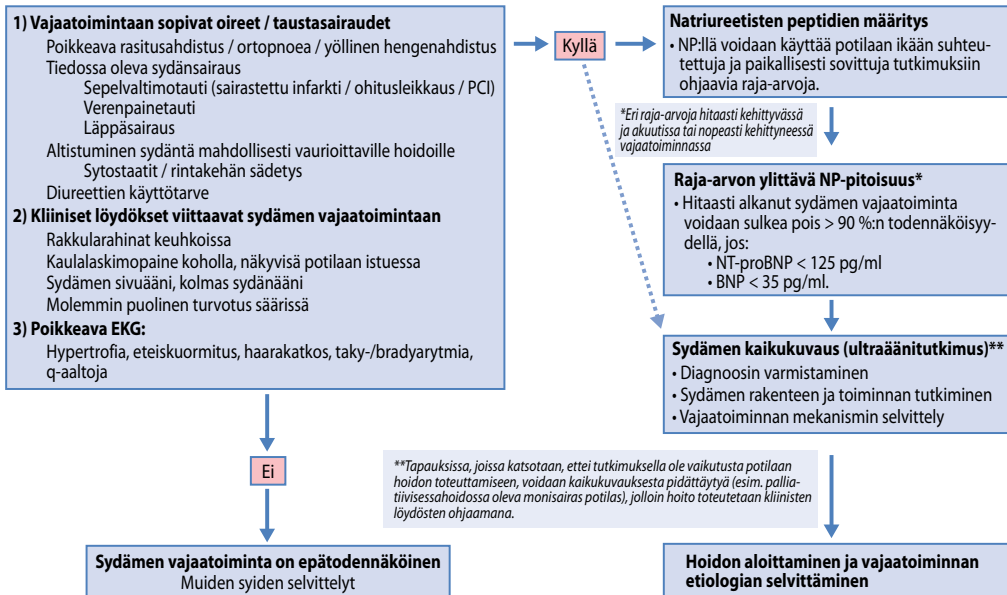 1) Vajaatoimintaan sopivat oireet / taustasairaudet
Poikkeava rasitusahdistus / ortopnoea / yöllinen hengenahdistus
Tiedossa oleva sydänsairaus
Sepelvaltimotauti (sairastettu infarkti / ohitusleikkaus / PCI)
Verenpainetauti
Läppäsairaus
Altistuminen sydäntä mahdollisesti vaurioittaville hoidoille
Sytostaatit / rintakehän sädetys
Diureettien käyttötarve
2) Kliiniset löydökset viittaavat sydämen vajaatoimintaan
Rakkularahinat keuhkoissa
Kaulalaskimopaine koholla, näkyvisä potilaan istuessa
Sydämen sivuääni, kolmas sydänääni
Molemmin puolinen turvotus säärissä
3) Poikkeava EKG:
Hypertrofia, eteiskuormitus, haarakatkos, taky-/bradyarytmia,
q-aaltoja
Kyllä
Natriureetisten peptidien määritys
• NP:llä voidaan käyttää potilaan ikään suhteu-
tettuja ja paikallisesti sovittuja tutkimuksiin
ohjaavia raja-arvoja.
*Eri raja-arvoja hitaasti kehittyvässä
ja akuutissa tai nopeasti kehittyneessä
vajaatoiminnassa
Raja-arvon ylittävä NP-pitoisuus*
• Hitaasti alkanut sydämen vajaatoiminta
voidaan sulkea pois > 90 %:n todennäköisyy-
dellä, jos:
• NT-proBNP < 125 pg/ml
• BNP < 35 pg/ml.
Sydämen kaikukuvaus (ultraäänitutkimus)**
• Diagnoosin varmistaminen
• Sydämen rakenteen ja toiminnan tutkiminen
• Vajaatoiminnan mekanismin selvittely
Ei
**Tapauksissa, joissa katsotaan, ettei tutkimuksella ole vaikutusta potilaan
hoidon toteuttamiseen, voidaan kaikukuvauksesta pidättäytyä (esim. pallia-
tiivisessahoidossa oleva monisairas potilas), jolloin hoito toteutetaan kliinisten
löydösten ohjaamana.
Sydämen vajaatoiminta on epätodennäköinen
Muiden syiden selvittelyt
Hoidon aloittaminen ja vajaatoiminnan
etiologian selvittäminen